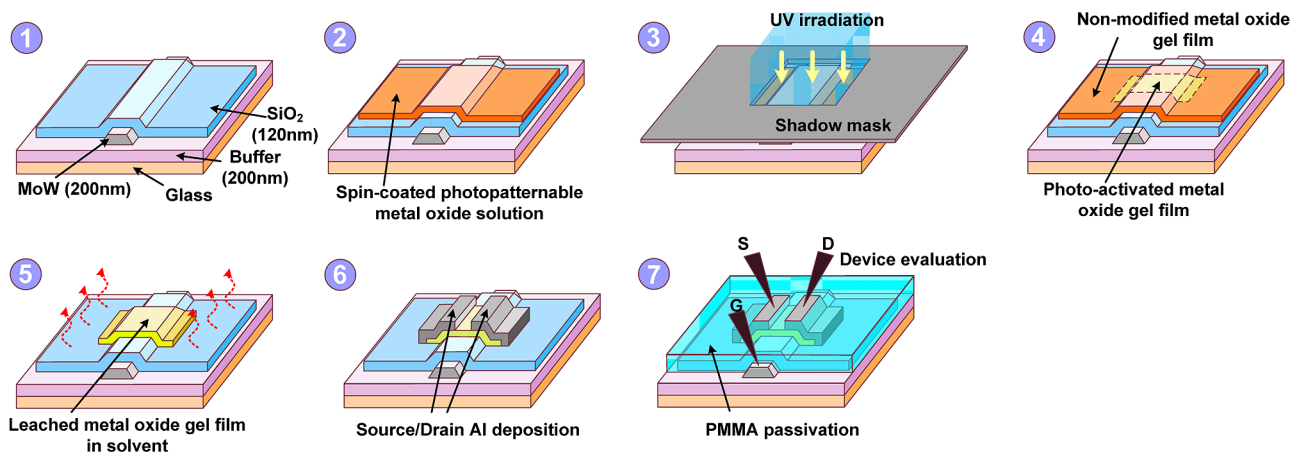 1
SiO2
(120nm)
Buffer
(200nm)
MoW (200nm)
Glass
2
Spin-coated photopatternable
metal oxide solution
3
UV irradiation
Shadow mask
4
Non-modified metal oxide
gel film
Photo-activated metal
oxide gel film
5
Leached metal oxide gel film
in solvent
6
Source/Drain Al deposition
7
S
D
Device evaluation
G
PMMA passivation